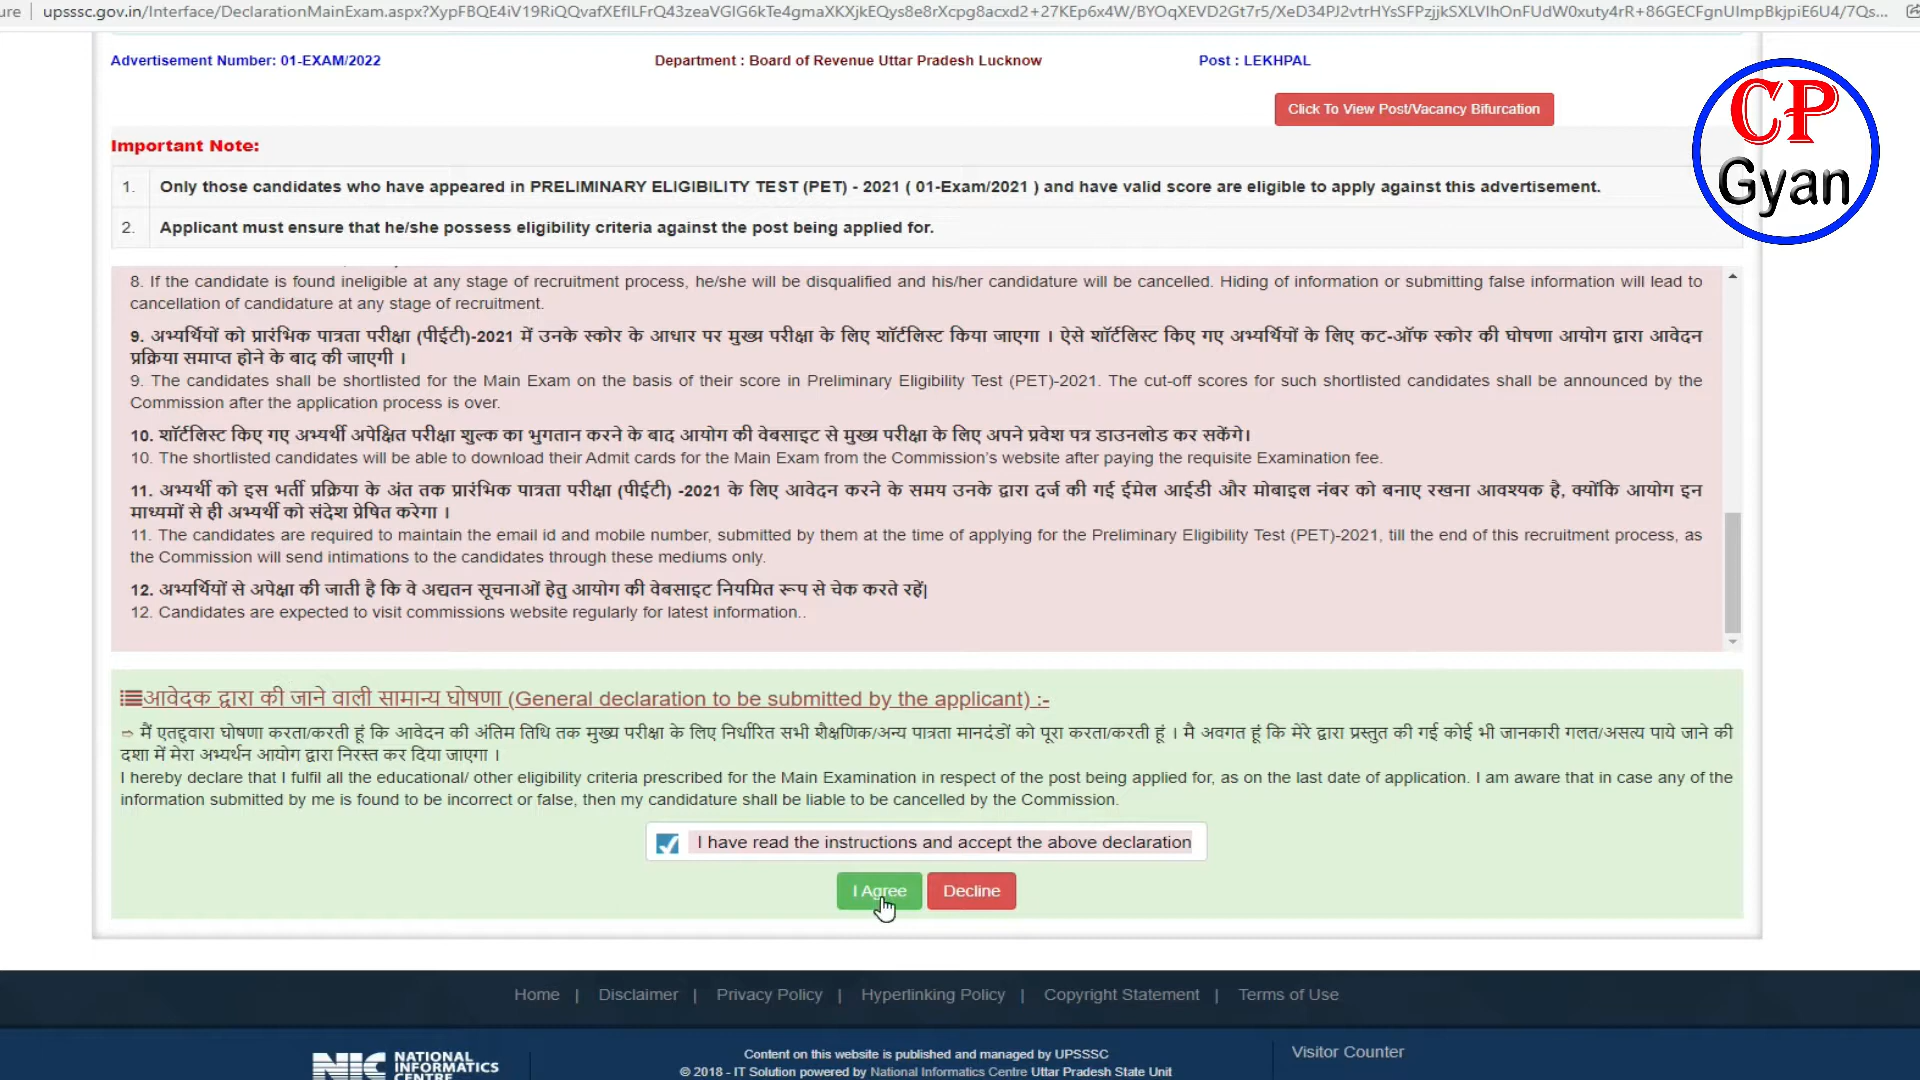 ure | upsssc.gov.in/Interface/DeclarationMainExam.aspx?XypFBQE4iV19RiQQvafXEfILFrQ43zeaVGIG6kTe4gmaXKXjkEQys8e8rXcpg8acxd2+27KEp6x4W/BYOqXEVD2Gt7r5/XeD34PJ2vtrHYsSFPzjjkSXLVIhOnFUdW0xuty4rR+86GECFgnUImpBkjpiE6U4/7Qs...
Advertisement Number: 01-EXAM/2022 Department : Board of Revenue Uttar Pradesh Lucknow Post : LEKHPAL
CP
Gyan
Click To View Post/Vacancy Bifurcation
Important Note:
1. Only those candidates who have appeared in PRELIMINARY ELIGIBILITY TEST (PET) - 2021 ( 01-Exam/2021 ) and have valid score are eligible to apply against this advertisement.
2. Applicant must ensure that he/she possess eligibility criteria against the post being applied for.
8. If the candidate is found ineligible at any stage of recruitment process, he/she will be disqualified and his/her candidature will be cancelled. Hiding of information or submitting false information will lead to
cancellation of candidature at any stage of recruitment.
9. अभ्यर्थियों को प्रारंभिक पात्रता परीक्षा (पीईटी)-2021 में उनके स्कोर के आधार पर मुख्य परीक्षा के लिए शॉर्टलिस्ट किया जाएगा । ऐसे शॉर्टलिस्ट किए गए अभ्यर्थियों के लिए कट-ऑफ स्कोर की घोषणा आयोग द्वारा आवेदन
प्रक्रिया समाप्त होने के बाद की जाएगी ।
9. The candidates shall be shortlisted for the Main Exam on the basis of their score in Preliminary Eligibility Test (PET)-2021. The cut-off scores for such shortlisted candidates shall be announced by the
Commission after the application process is over.
10. शॉर्टलिस्ट किए गए अभ्यर्थी अपेक्षित परीक्षा शुल्क का भुगतान करने के बाद आयोग की वेबसाइट से मुख्य परीक्षा के लिए अपने प्रवेश पत्र डाउनलोड कर सकेंगे।
10. The shortlisted candidates will be able to download their Admit cards for the Main Exam from the Commission's website after paying the requisite Examination fee.
11. अभ्यर्थी को इस भर्ती प्रक्रिया के अंत तक प्रारंभिक पात्रता परीक्षा (पीईटी) -2021 के लिए आवेदन करने के समय उनके द्वारा दर्ज की गई ईमेल आईडी और मोबाइल नंबर को बनाए रखना आवश्यक है, क्योंकि आयोग इन
माध्यमों से ही अभ्यर्थी को संदेश प्रेषित करेगा ।
11. The candidates are required to maintain the email id and mobile number, submitted by them at the time of applying for the Preliminary Eligibility Test (PET)-2021, till the end of this recruitment process, as
the Commission will send intimations to the candidates through these mediums only.
12. अभ्यर्थियों से अपेक्षा की जाती है कि वे अद्यतन सूचनाओं हेतु आयोग की वेबसाइट नियमित रूप से चेक करते रहें|
12. Candidates are expected to visit commissions website regularly for latest information..
आवेदक द्वारा की जाने वाली सामान्य घोषणा (General declaration to be submitted by the applicant) :-
⇨ मैं एतद्द्वारा घोषणा करता/करती हूं कि आवेदन की अंतिम तिथि तक मुख्य परीक्षा के लिए निर्धारित सभी शैक्षणिक/अन्य पात्रता मानदंडों को पूरा करता/करती हूं । मै अवगत हूं कि मेरे द्वारा प्रस्तुत की गई कोई भी जानकारी गलत/असत्य पाये जाने की
दशा में मेरा अभ्यर्थन आयोग द्वारा निरस्त कर दिया जाएगा ।
I hereby declare that I fulfil all the educational/ other eligibility criteria prescribed for the Main Examination in respect of the post being applied for, as on the last date of application. I am aware that in case any of the
information submitted by me is found to be incorrect or false, then my candidature shall be liable to be cancelled by the Commission.
I have read the instructions and accept the above declaration
I Agree Decline
Home | Disclaimer | Privacy Policy | Hyperlinking Policy | Copyright Statement | Terms of Use
NIC NATIONAL
INFORMATICS
CENTRE
Content on this website is published and managed by UPSSSC
© 2018 - IT Solution powered by National Informatics Centre Uttar Pradesh State Unit
Visitor Counter